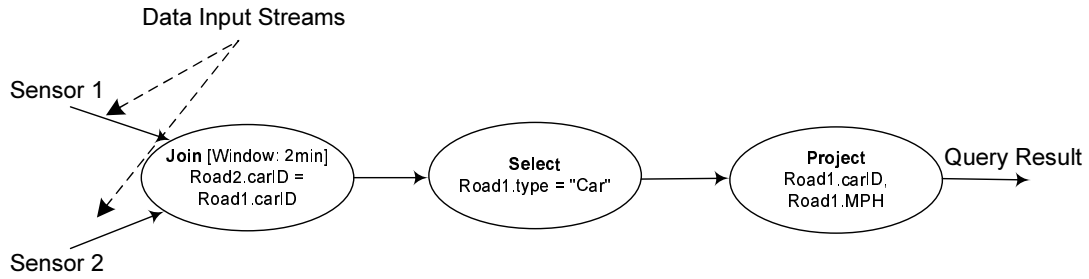 Data Input Streams
Sensor 1
Join [Window: 2min]
Road2.carID =
Road1.carID
Select
Road1.type = "Car"
Project
Road1.carID,
Road1.MPH
Query Result
Sensor 2